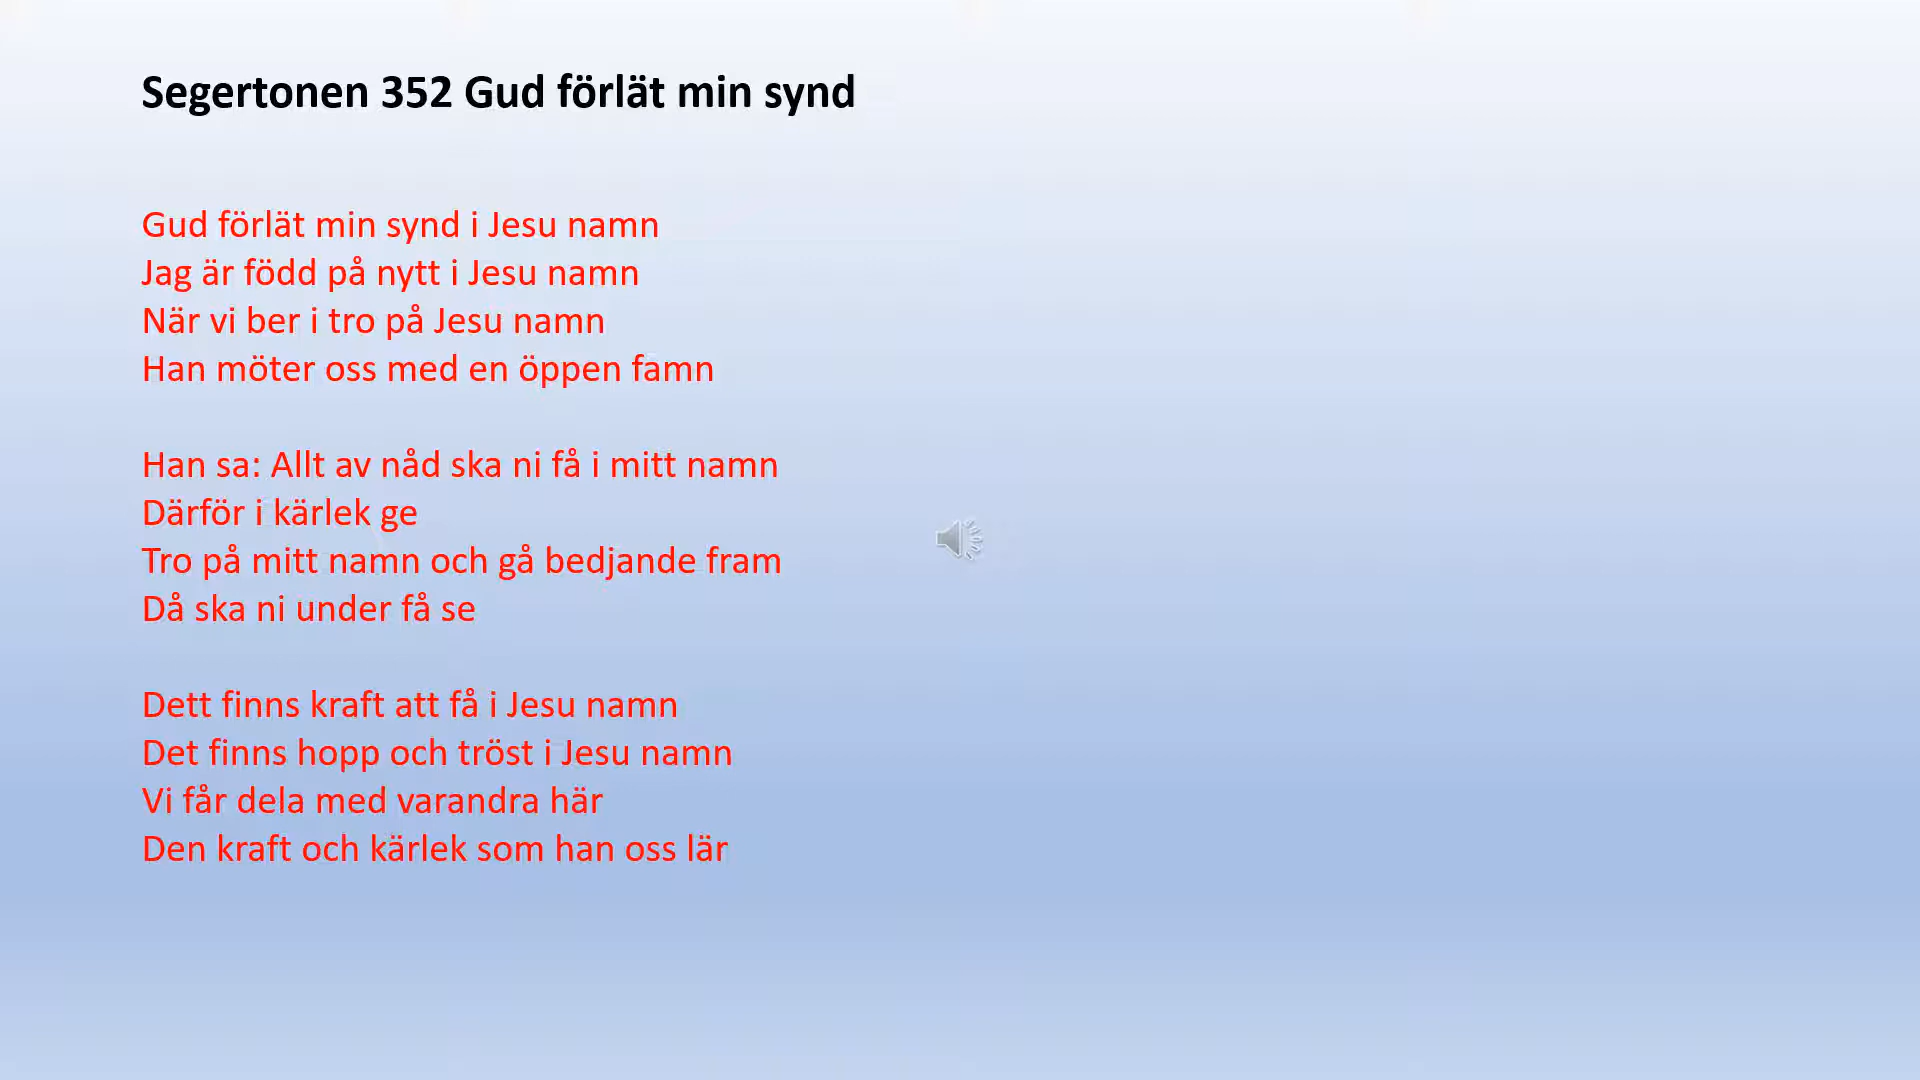 Segertonen 352 Gud förlät min synd
Gud förlät min synd i Jesu namn
Jag är född på nytt i Jesu namn
När vi ber i tro på Jesu namn
Han möter oss med en öppen famn
Han sa: Allt av nåd ska ni få i mitt namn
Därför i kärlek ge
Tro på mitt namn och gå bedjande fram
Då ska ni under få se
Dett finns kraft att få i Jesu namn
Det finns hopp och tröst i Jesu namn
Vi får dela med varandra här
Den kraft och kärlek som han oss lär